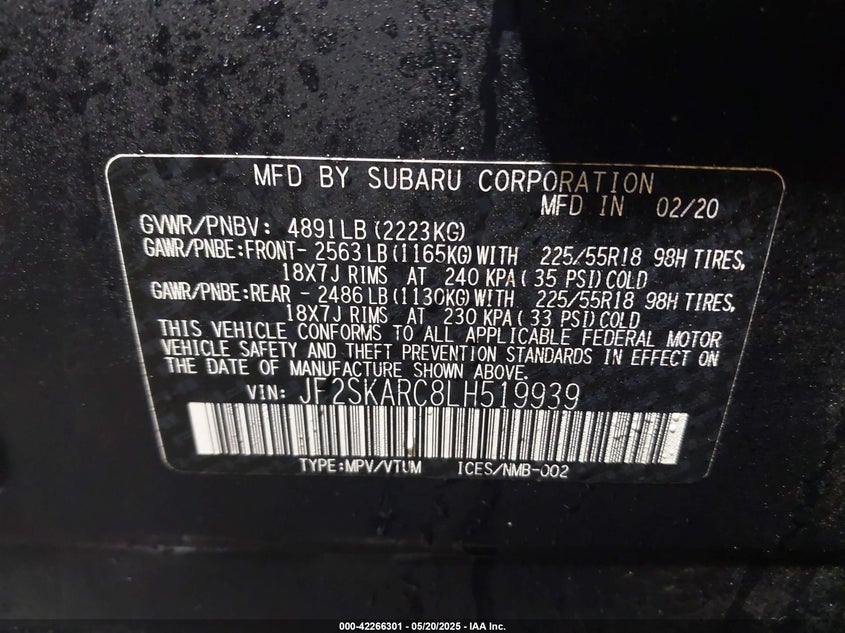 MFD BY SUBARU CORPORATION
MFD IN 02/20
GVWR/PNBV: 4891LB (2223KG)
GAWR/PNBE:FRONT- 2563 LB (1165KG) WITH 225/55R18 98H TIRES,
18X7J RIMS AT 240 KPA ( 35 PSI) COLD
GAWR/PNBE:REAR - 2486 LB (1130KG) WITH 225/55R18 98H TIRES,
18X7J RIMS AT 230 KPA ( 33 PSI) COLD
THIS VEHICLE CONFORMS TO ALL APPLICABLE FEDERAL MOTOR
VEHICLE SAFETY AND THEFT PREVENTION STANDARDS IN EFFECT ON
THE DATE OF MANUFACTURE SHOWN ABOVE.
VIN: JF2SKARC8LH519939
TYPE:MPV/VTUM ICES/NMB-002
000-42266301 - 05/20/2025 - IAA Inc.